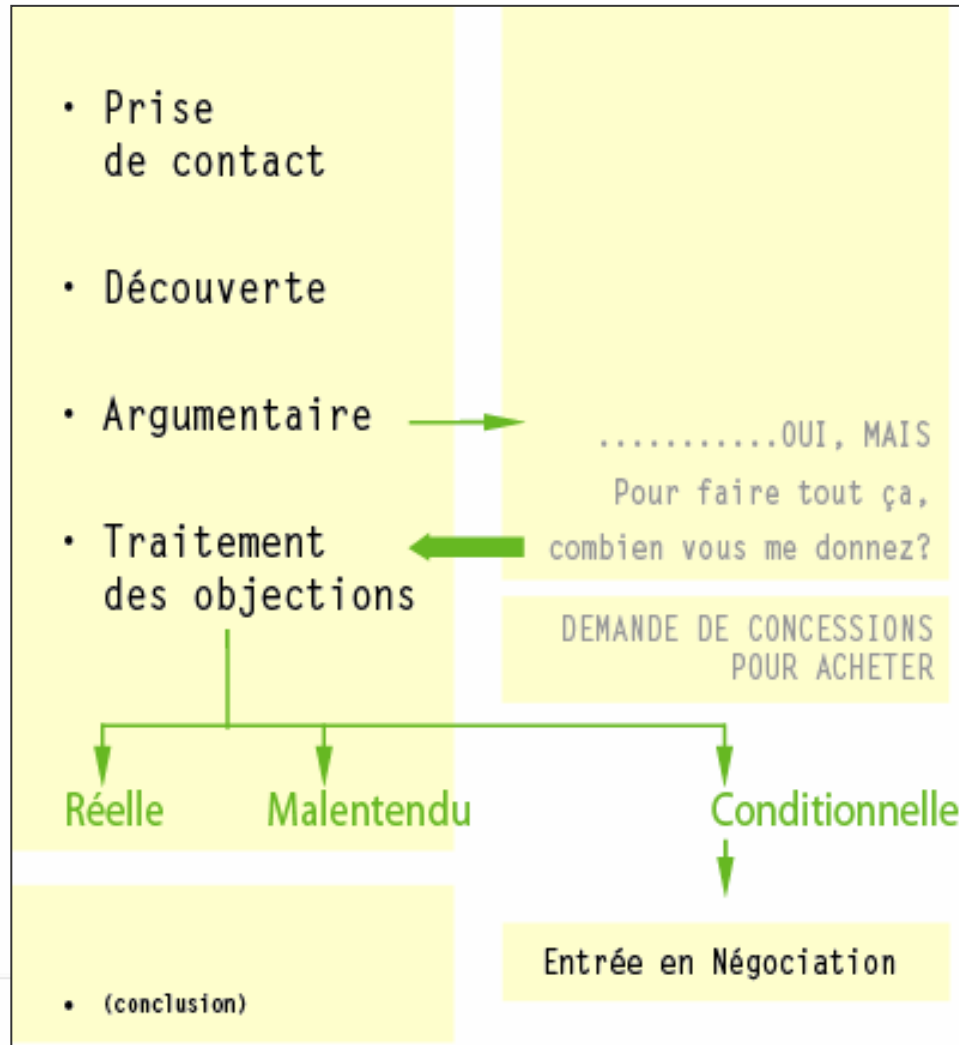 • Prise
de contact
• Découverte
• Argumentaire
...........OUI, MAIS
Pour faire tout ça,
combien vous me donnez?
• Traitement
des objections
DEMANDE DE CONCESSIONS
POUR ACHETER
Réelle
Malentendu
Conditionnelle
Entrée en Négociation
• (conclusion)